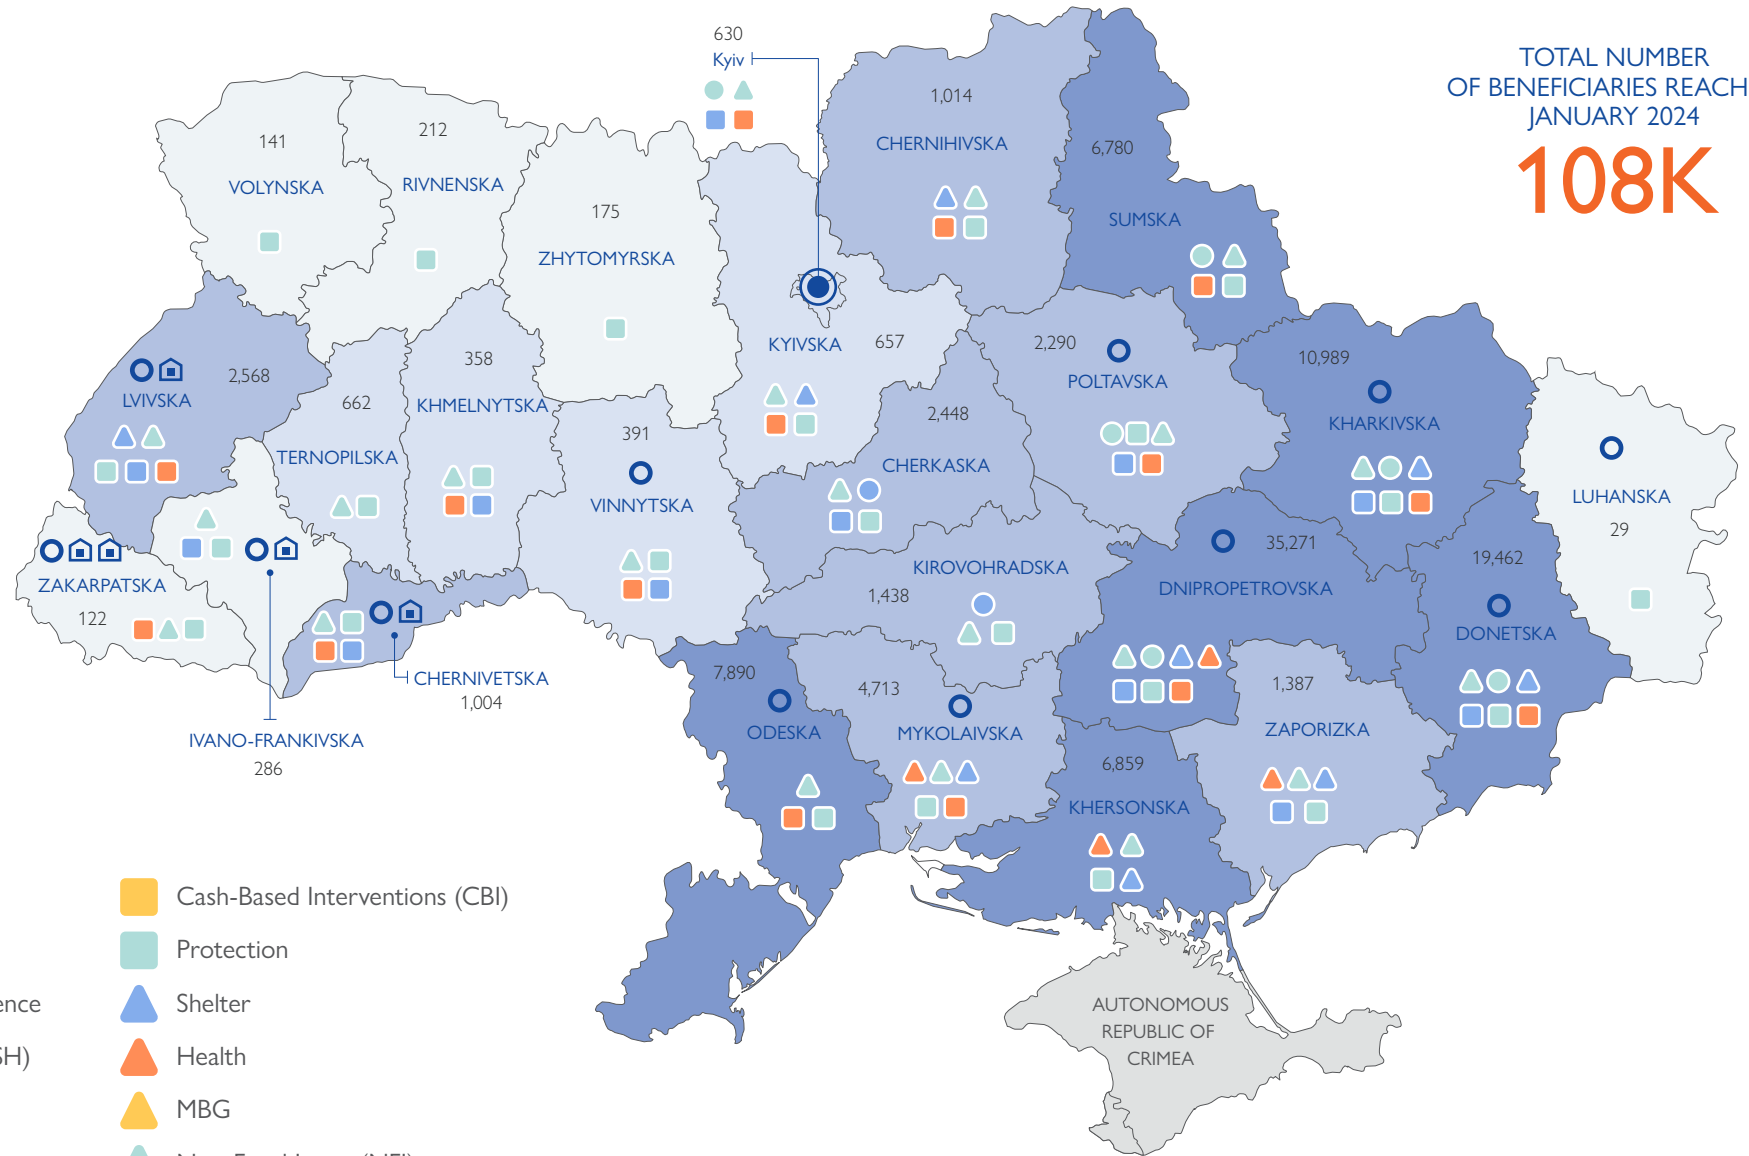 630
Kyiv
TOTAL NUMBER
OF BENEFICIARIES REACH
JANUARY 2024
108K
1,014
CHERNIHIVSKA
6,780
SUMSKA
141
VOLYNSKA
212
RIVNENSKA
175
ZHYTOMYRSKA
KYIVSKA
657
2,290
POLTAVSKA
10,989
KHARKIVSKA
2,568
LVIVSKA
662
TERNOPILSKA
358
KHMELNYTSKA
391
VINNYTSKA
2,448
CHERKASKA
LUHANSKA
29
ZAKARPATSKA
122
KIROVOHRADSKA
1,438
35,271
DNIPROPETROVSKA
19,462
DONETSKA
CHERNIVETSKA
1,004
IVANO-FRANKIVSKA
286
7,890
ODESKA
4,713
MYKOLAIVSKA
1,387
ZAPORIZKA
6,859
KHERSONSKA
AUTONOMOUS
REPUBLIC OF
CRIMEA
Cash-Based Interventions (CBI)
Protection
ence
Shelter
SH)
Health
MBG